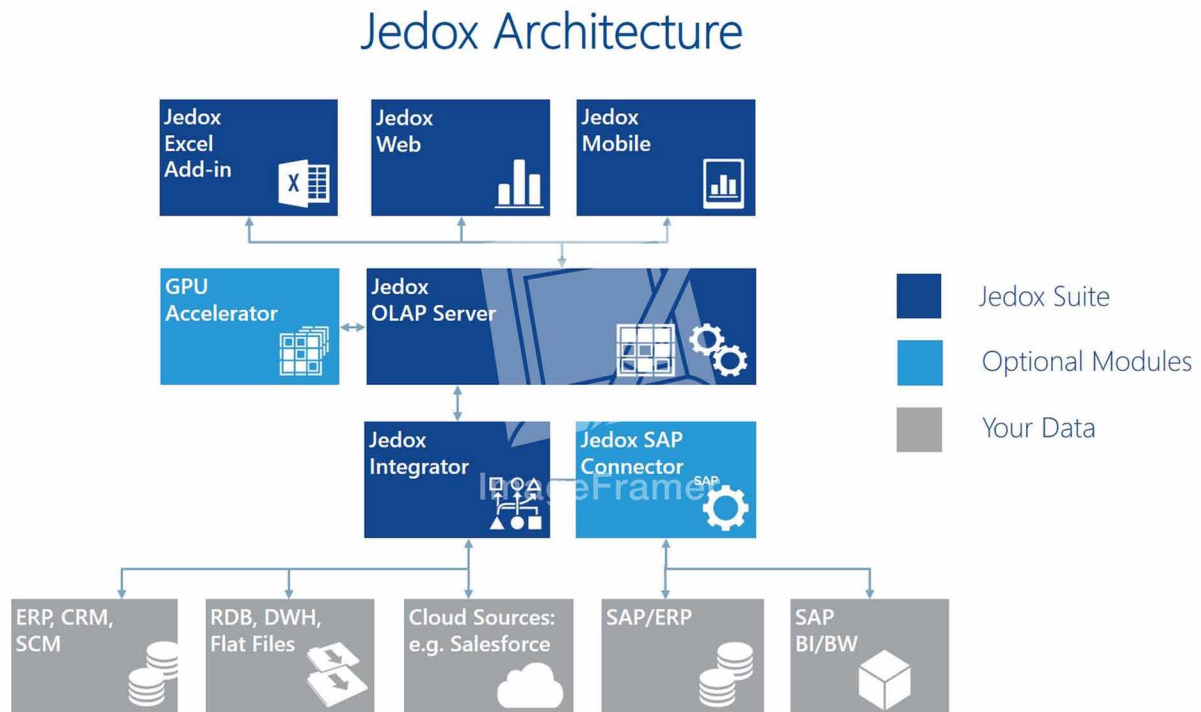 Jedox Architecture
Jedox
Excel
Add-in
X
Jedox
Web
Jedox
Mobile
GPU
Accelerator
Jedox
OLAP Server
Jedox Suite
Optional Modules
Your Data
Jedox
Integrator
Jedox SAP
Connector
SAP
ImageFramer
ERP, CRM,
SCM
RDB, DWH,
Flat Files
Cloud Sources:
e.g. Salesforce
SAP/ERP
SAP
BI/BW